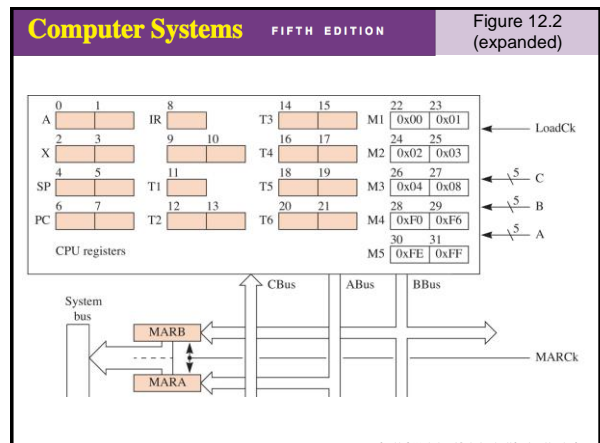 Computer Systems FIFTH EDITION
Figure 12.2
(expanded)
0 1 8 14 15 22 23
A IR T3 M1 0x00 0x01
LoadCk
2 3 9 10 16 17 24 25
X T4 M2 0x02 0x03
4 5 11 18 19 26 27
SP T1 T5 M3 0x04 0x08 5 C
6 7 12 13 20 21 28 29
PC T2 T6 M4 0xF0 0xF6 5 B
30 31
CPU registers M5 0xFE 0xFF 5 A
CBus ABus BBus
System
bus
MARB
MARCk
MARA